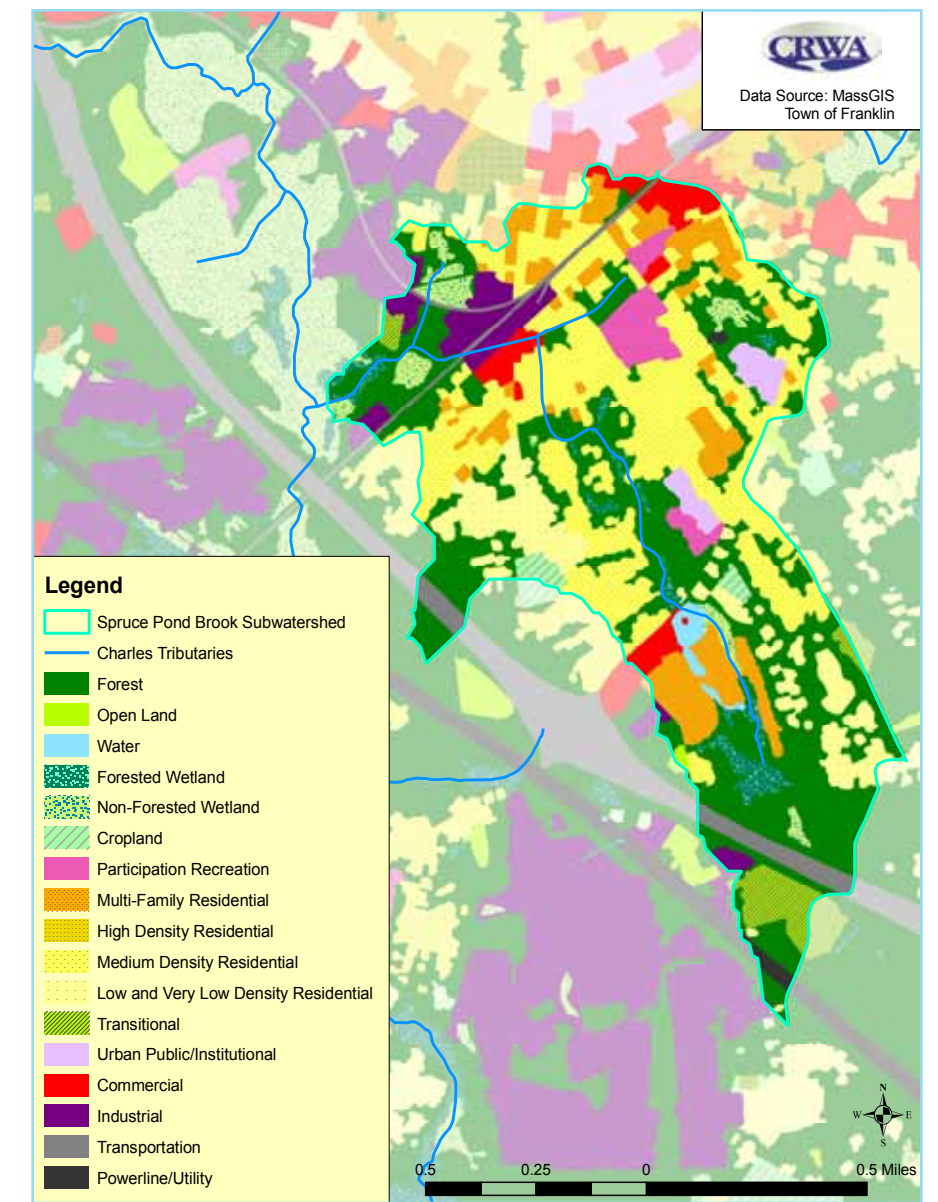 CRWA
Data Source: MassGIS
Town of Franklin
Legend
Spruce Pond Brook Subwatershed
Charles Tributaries
Forest
Open Land
Water
Forested Wetland
Non-Forested Wetland
Cropland
Participation Recreation
Multi-Family Residential
High Density Residential
Medium Density Residential
Low and Very Low Density Residential
Transitional
Urban Public/Institutional
Commercial
Industrial
Transportation
Powerline/Utility
N
W E
S
0.5 0.25 0 0.5 Miles